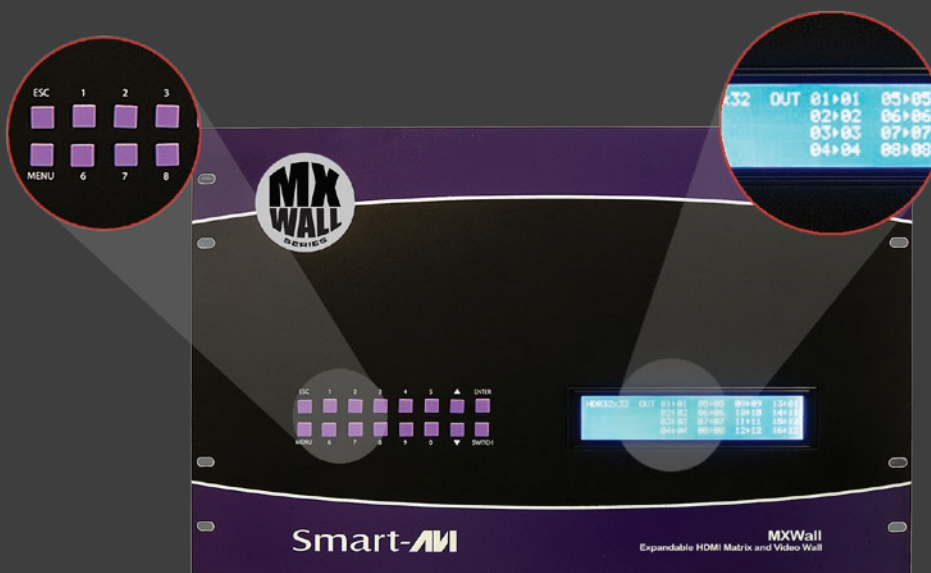 ESC 1 2 3
MENU 6 7 8
x32 OUT 01▸01 05▸05
02▸02 06▸06
03▸03 07▸07
04▸04 08▸08
MX
WALL
SERIES
ESC 1 2 3 4 5 ▲ ENTER
MENU 6 7 8 9 0 ▼ SWITCH
HDR32x32 OUT 01▸01 05▸05 09▸09 13▸01
02▸02 06▸06 10▸10 14▸11
03▸03 07▸07 11▸11 15▸12
04▸04 08▸08 12▸12 16▸12
Smart-AVI
MXWall
Expandable HDMI Matrix and Video Wall